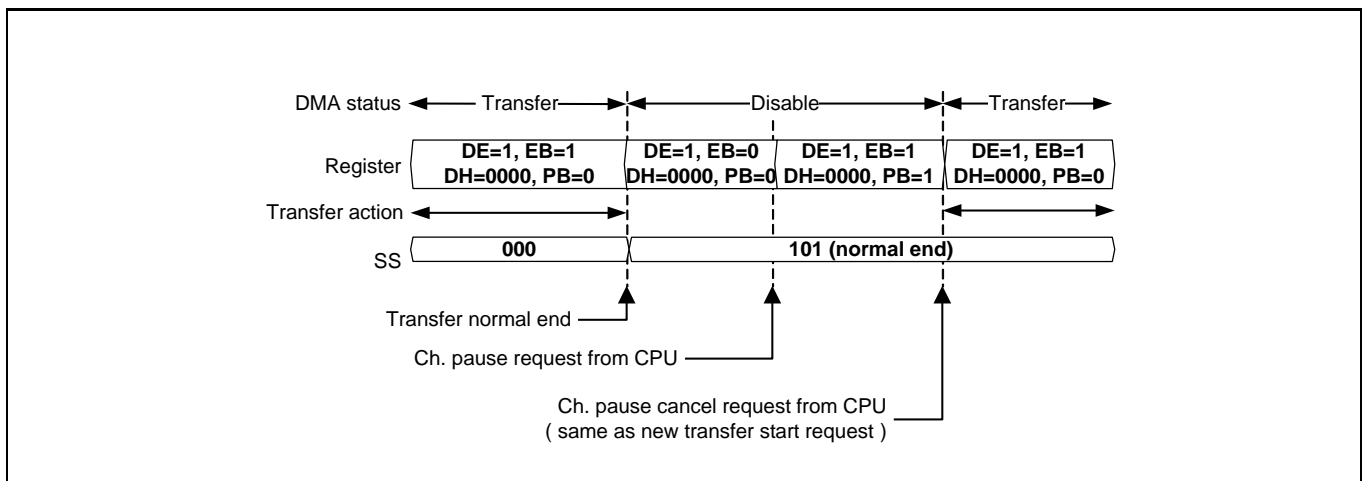 DMA status Transfer Disable Transfer
Register
DE=1, EB=1
DH=0000, PB=0
DE=1, EB=0
DH=0000, PB=0
DE=1, EB=1
DH=0000, PB=1
DE=1, EB=1
DH=0000, PB=0
Transfer action
SS 000 101 (normal end)
Transfer normal end
Ch. pause request from CPU
Ch. pause cancel request from CPU
( same as new transfer start request )